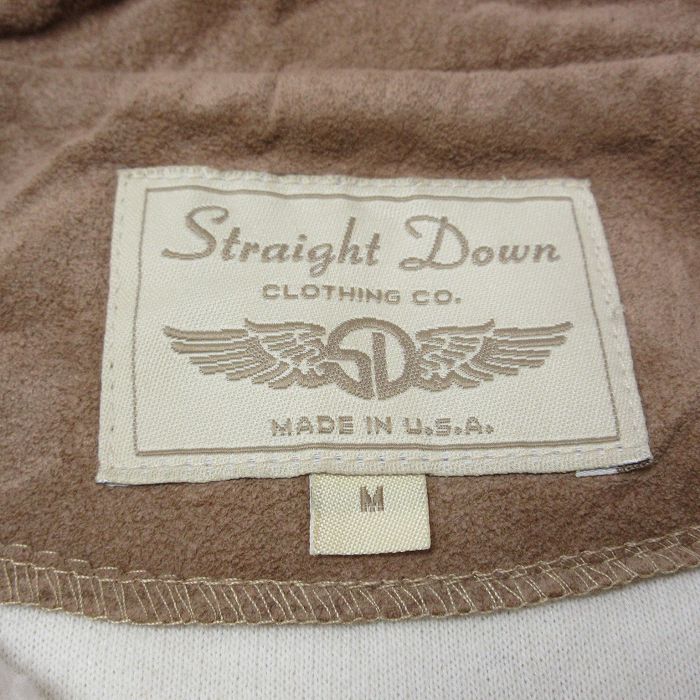 Straight Down
CLOTHING CO.
SD
MADE IN U.S.A.
M